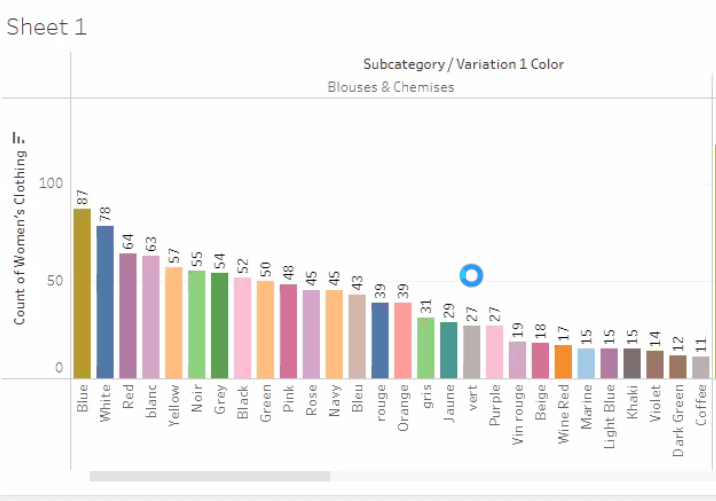 Sheet 1
Subcategory / Variation 1 Color
Blouses & Chemises
Count of Women's Clothing
100
50
0
87
78
64
63
57
55
54
52
50
48
45
45
43
39
39
31
29
27
27
19
18
17
15
15
15
14
12
11
Blue
White
Red
blanc
Yellow
Noir
Grey
Black
Green
Pink
Rose
Navy
Bleu
rouge
Orange
gris
Jaune
vert
Purple
Vin rouge
Beige
Wine Red
Marine
Light Blue
Khaki
Violet
Dark Green
Coffee